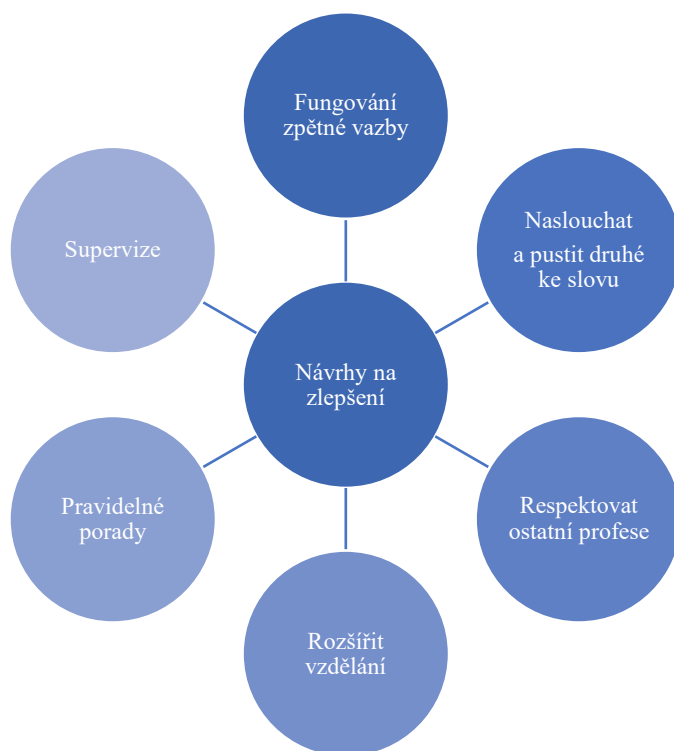 Fungování
zpětné vazby
Naslouchat
a pustit druhé
ke slovu
Supervize
Návrhy na
zlepšení
Respektovat
ostatní profese
Pravidelné
porady
Rozšířit
vzdělání